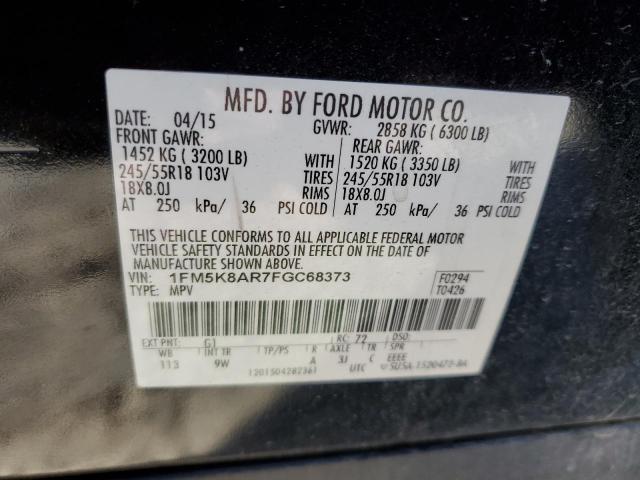 MFD. BY FORD MOTOR CO.
DATE: 04/15 GVWR: 2858 KG ( 6300 LB)
FRONT GAWR: REAR GAWR:
1452 KG ( 3200 LB) WITH 1520 KG ( 3350 LB) WITH
245/55R18 103V TIRES 245/55R18 103V TIRES
18X8.0J RIMS 18X8.0J RIMS
AT 250 kPa/ 36 PSI COLD AT 250 kPa/ 36 PSI COLD
THIS VEHICLE CONFORMS TO ALL APPLICABLE FEDERAL MOTOR
VEHICLE SAFETY STANDARDS IN EFFECT ON THE DATE OF
MANUFACTURE SHOWN ABOVE.
VIN: 1FM5K8AR7FGC68373 F0294
TYPE: MPV T0426
EXT PNT: G1 RC: 72 DSO:
WB INT TR TP/PS R AXLE TR
113 9W A 3J C EEEE
1201504282361 UTC